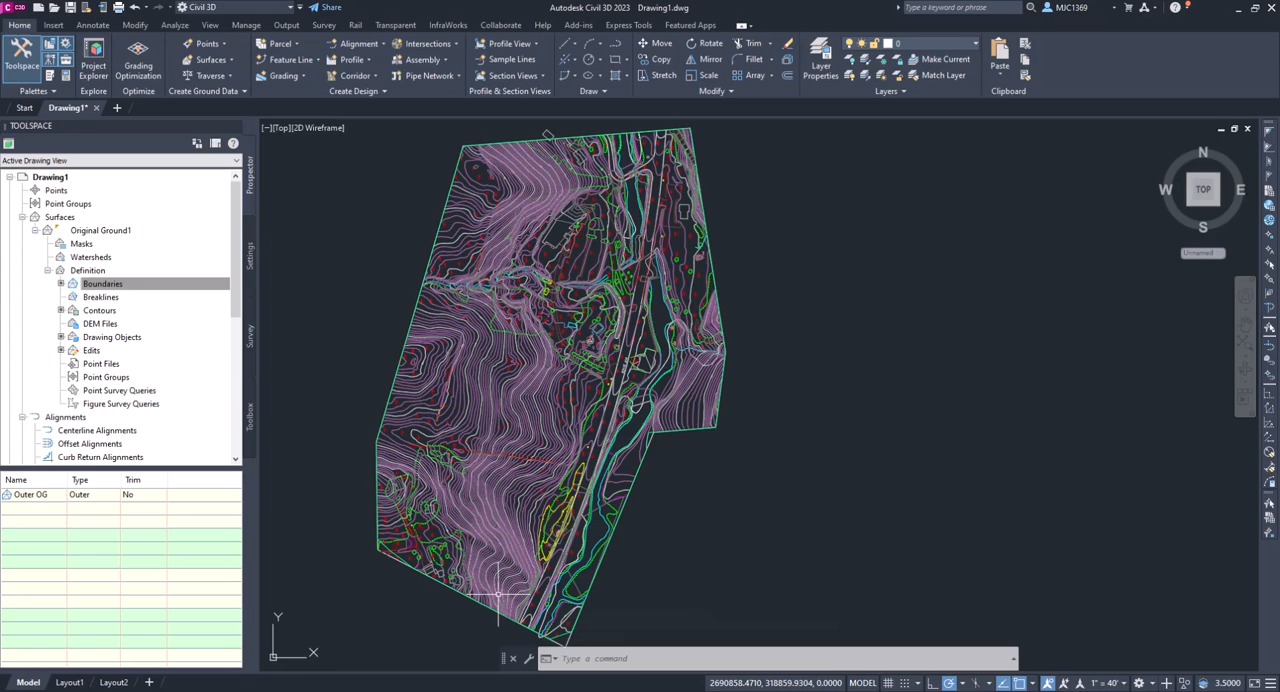 C3D
Civil 3D
Share
Autodesk Civil 3D 2023 Drawing1.dwg
Type a keyword or phrase
MJC1369
Home Insert Annotate Modify Analyze View Manage Output Survey Rail Transparent InfraWorks Collaborate Help Add-ins Express Tools Featured Apps
Toolspace
Palettes
Project
Explorer
Explore
Grading
Optimization
Optimize
Points
Surfaces
Traverse
Create Ground Data
Parcel
Feature Line
Grading
Alignment
Profile
Corridor
Intersections
Assembly
Pipe Network
Create Design
Profile View
Sample Lines
Section Views
Profile & Section Views
Draw
Move
Copy
Stretch
Rotate
Mirror
Scale
Trim
Fillet
Array
Modify
Layer
Properties
0
Make Current
Match Layer
Layers
Paste
Clipboard
Start
Drawing1*
TOOLSPACE
Active Drawing View
Drawing1
Points
Point Groups
Surfaces
Original Ground1
Masks
Watersheds
Definition
Boundaries
Breaklines
Contours
DEM Files
Drawing Objects
Edits
Point Files
Point Groups
Point Survey Queries
Figure Survey Queries
Alignments
Centerline Alignments
Offset Alignments
Curb Return Alignments
Prospector
Settings
Survey
Toolbox
Name Type Trim
Outer OG Outer No
[−][Top][2D Wireframe]
N
W TOP E
S
Unnamed
Y
X
Type a command
Model Layout1 Layout2
2690858.4710, 318859.9304, 0.0000 MODEL
1" = 40'
3.5000